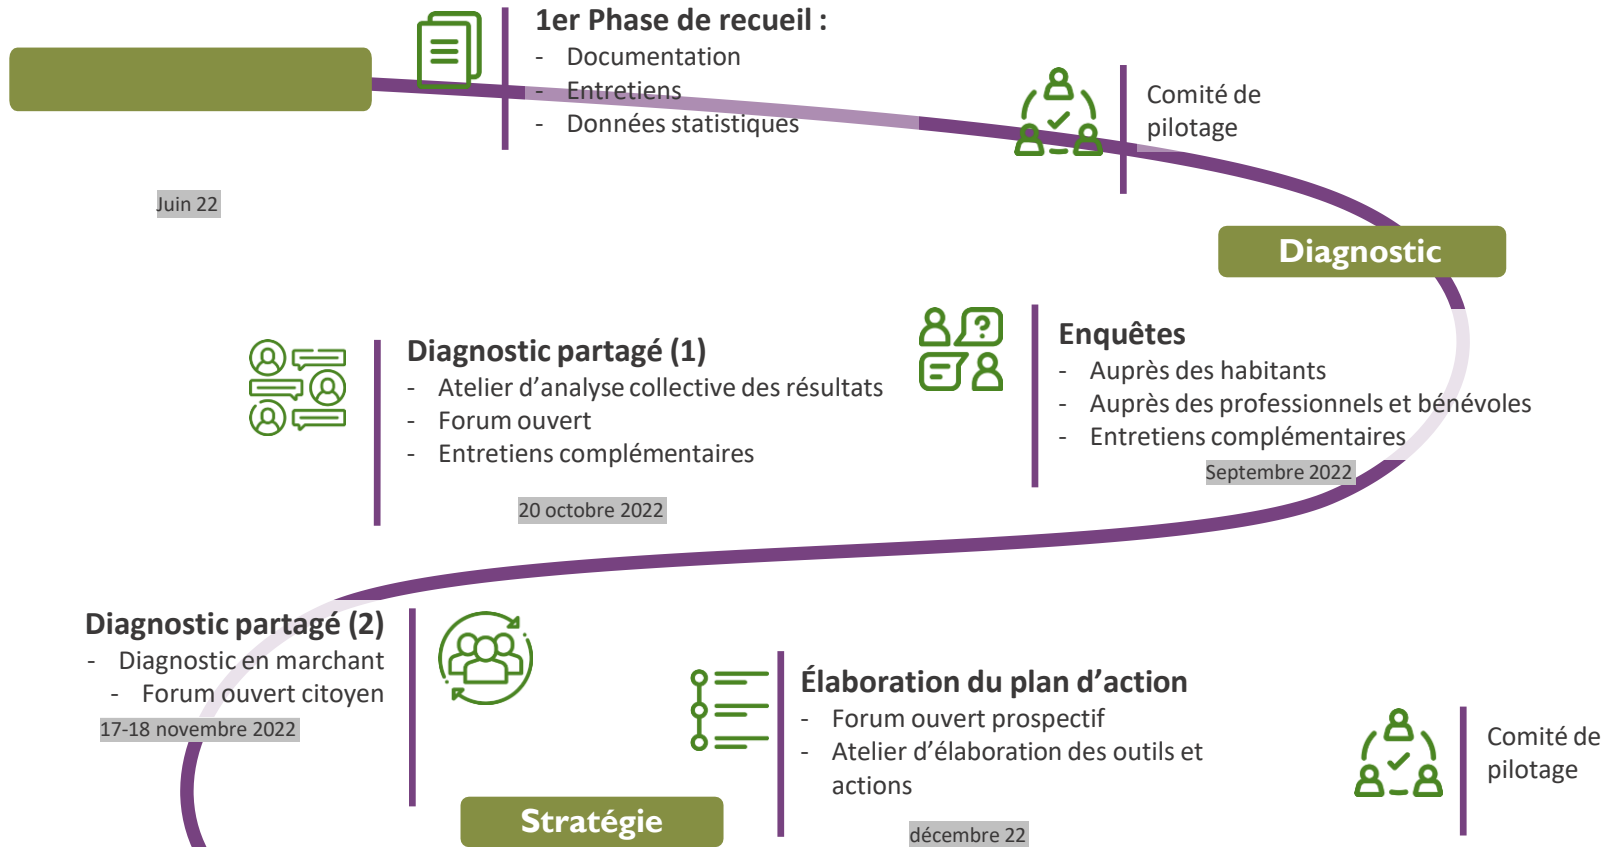 1er Phase de recueil :
- Documentation
- Entretiens
- Données statistiques
Comité de
pilotage
Juin 22
Diagnostic
Enquêtes
- Auprès des habitants
- Auprès des professionnels et bénévoles
- Entretiens complémentaires
Septembre 2022
Diagnostic partagé (1)
- Atelier d’analyse collective des résultats
- Forum ouvert
- Entretiens complémentaires
20 octobre 2022
Diagnostic partagé (2)
- Diagnostic en marchant
- Forum ouvert citoyen
17-18 novembre 2022
Stratégie
Élaboration du plan d’action
- Forum ouvert prospectif
- Atelier d’élaboration des outils et
actions
décembre 22
Comité de
pilotage